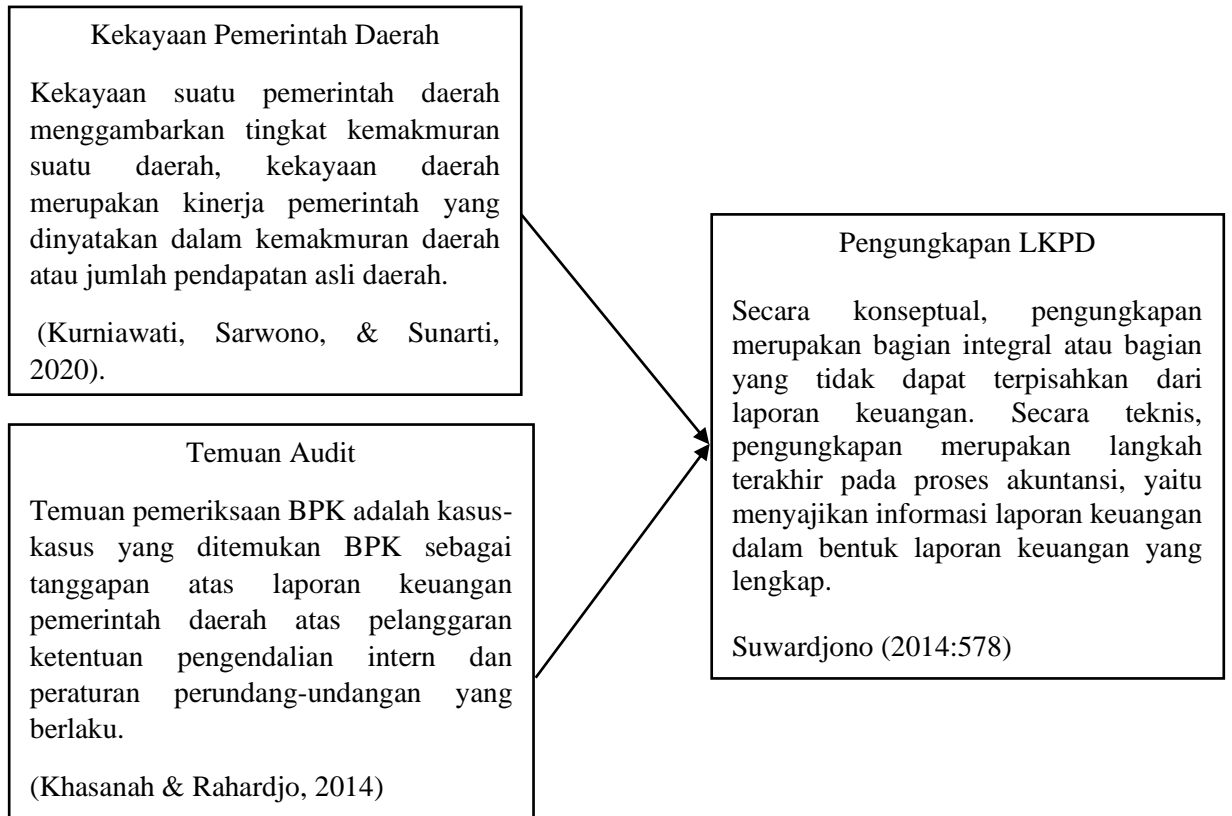 Kekayaan Pemerintah Daerah
Kekayaan suatu pemerintah daerah
menggambarkan tingkat kemakmuran
suatu daerah, kekayaan daerah
merupakan kinerja pemerintah yang
dinyatakan dalam kemakmuran daerah
atau jumlah pendapatan asli daerah.
(Kurniawati, Sarwono, & Sunarti,
2020).
Temuan Audit
Temuan pemeriksaan BPK adalah kasus-
kasus yang ditemukan BPK sebagai
tanggapan atas laporan keuangan
pemerintah daerah atas pelanggaran
ketentuan pengendalian intern dan
peraturan perundang-undangan yang
berlaku.
(Khasanah & Rahardjo, 2014)
Pengungkapan LKPD
Secara konseptual, pengungkapan
merupakan bagian integral atau bagian
yang tidak dapat terpisahkan dari
laporan keuangan. Secara teknis,
pengungkapan merupakan langkah
terakhir pada proses akuntansi, yaitu
menyajikan informasi laporan keuangan
dalam bentuk laporan keuangan yang
lengkap.
Suwardjono (2014:578)